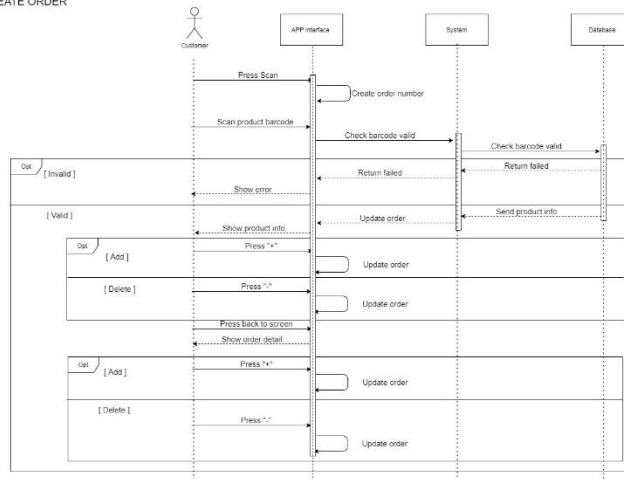 EATE ORDER
Customer
APP Interface
System
Database
Press Scan
Create order number
Scan product barcode
Check barcode valid
Check barcode valid
Opt
[ Invalid ]
Return failed
Return failed
Show error
[ Valid ]
Send product info
Update order
Show product info
Opt
[ Add ]
Press "+"
Update order
[ Delete ]
Press "-"
Update order
Press back to screen
Show order detail
Opt
[ Add ]
Press "+"
Update order
[ Delete ]
Press "-"
Update order